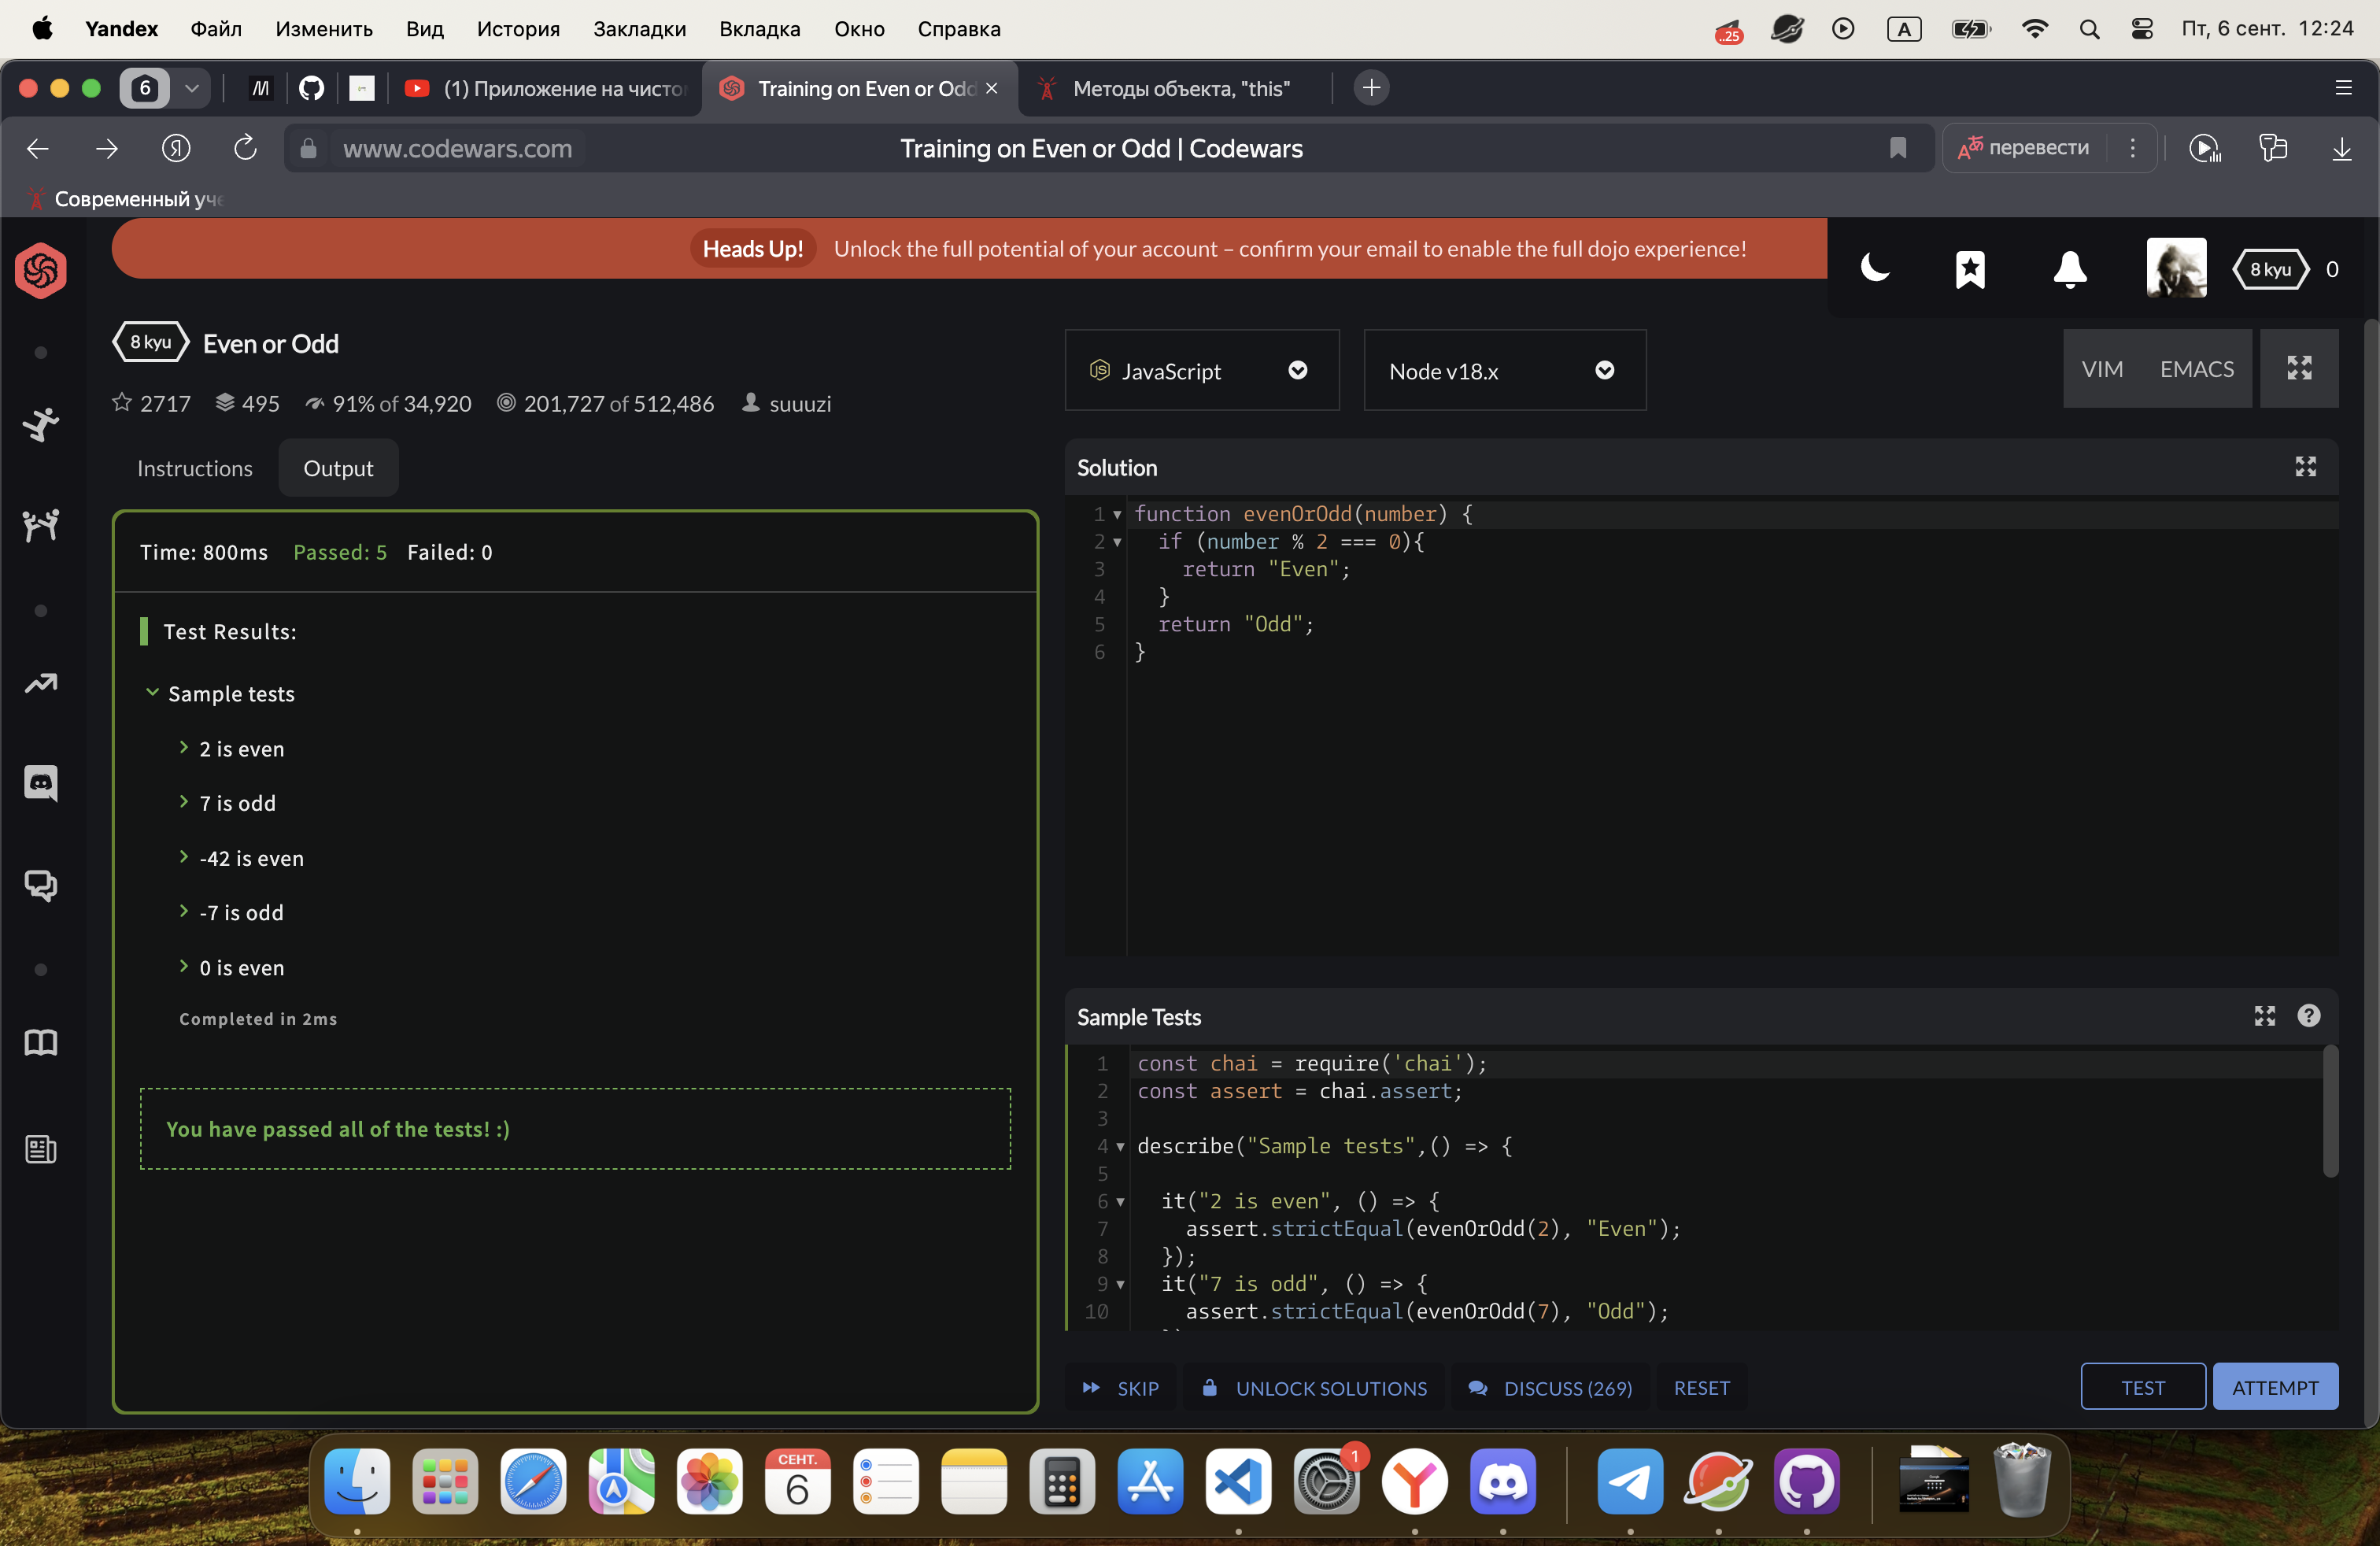 Yandex Файл Изменить Вид История Закладки Вкладка Окно Справка ..25 A Пт, 6 сент. 12:24
6 M (1) Приложение на чисто Training on Even or Odd Методы объекта, "this"
Я www.codewars.com Training on Even or Odd | Codewars перевести
Современный уче
Heads Up! Unlock the full potential of your account – confirm your email to enable the full dojo experience!
8 kyu 0
8 kyu Even or Odd
2717 495 91% of 34,920 201,727 of 512,486 suuuzi
JavaScript Node v18.x VIM EMACS
Instructions Output
Time: 800ms Passed: 5 Failed: 0
Test Results:
Sample tests
2 is even
7 is odd
-42 is even
-7 is odd
0 is even
Completed in 2ms
You have passed all of the tests! :)
Solution
1 function evenOrOdd(number) {
2 if (number % 2 === 0){
3 return "Even";
4 }
5 return "Odd";
6 }
Sample Tests
1 const chai = require('chai');
2 const assert = chai.assert;
3
4 describe("Sample tests",() => {
5
6 it("2 is even", () => {
7 assert.strictEqual(evenOrOdd(2), "Even");
8 });
9 it("7 is odd", () => {
10 assert.strictEqual(evenOrOdd(7), "Odd");
SKIP UNLOCK SOLUTIONS DISCUSS (269) RESET TEST ATTEMPT
СЕНТ.
6
1